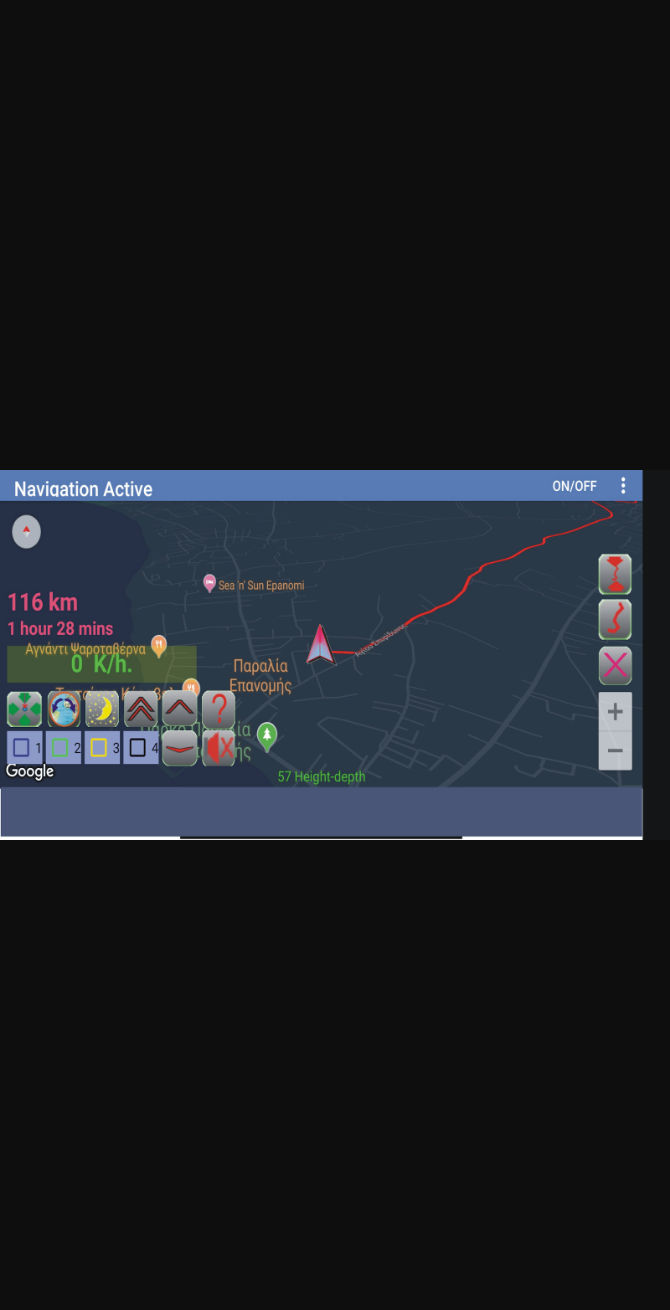 Navigation Active
ON/OFF
Sea 'n' Sun Epanomi
116 km
1 hour 28 mins
Αγνάντι Ψαροταβέρνα
0 K/h.
Παραλία
Επανομής
1
2
3
4
Google
57 Height-depth